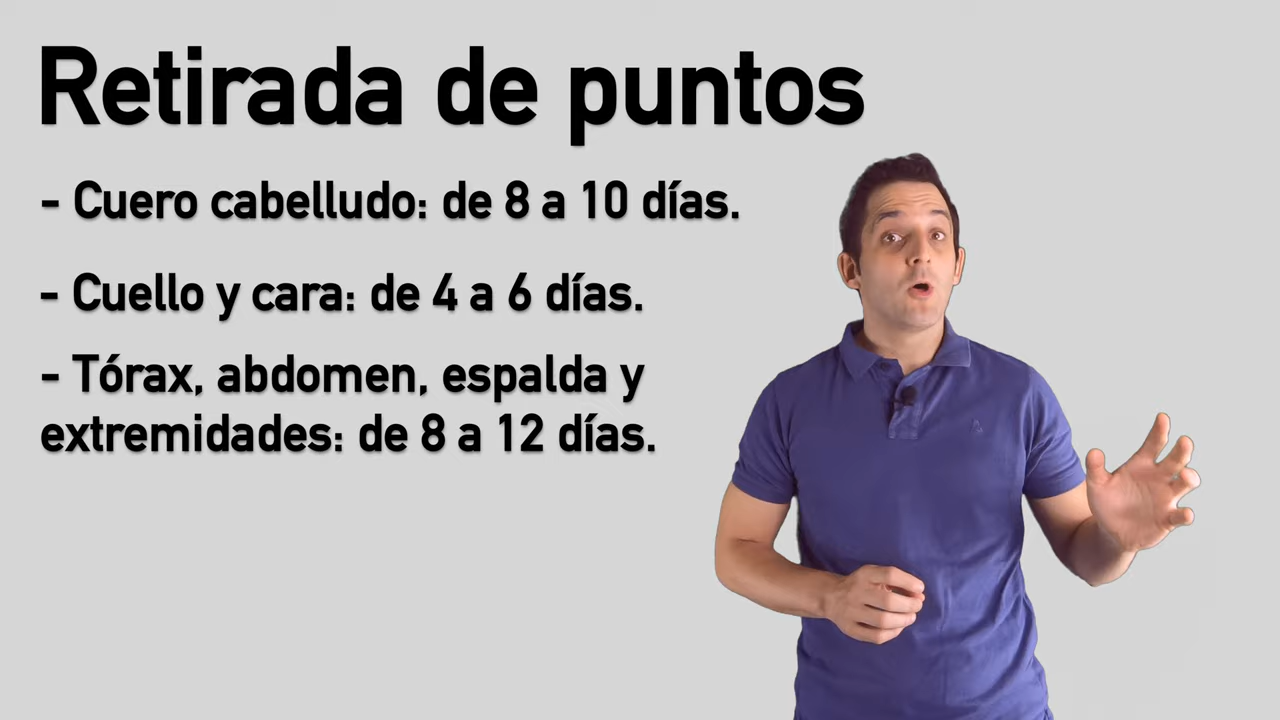 Retirada de puntos
- Cuero cabelludo: de 8 a 10 días.
- Cuello y cara: de 4 a 6 días.
- Tórax, abdomen, espalda y
extremidades: de 8 a 12 días.